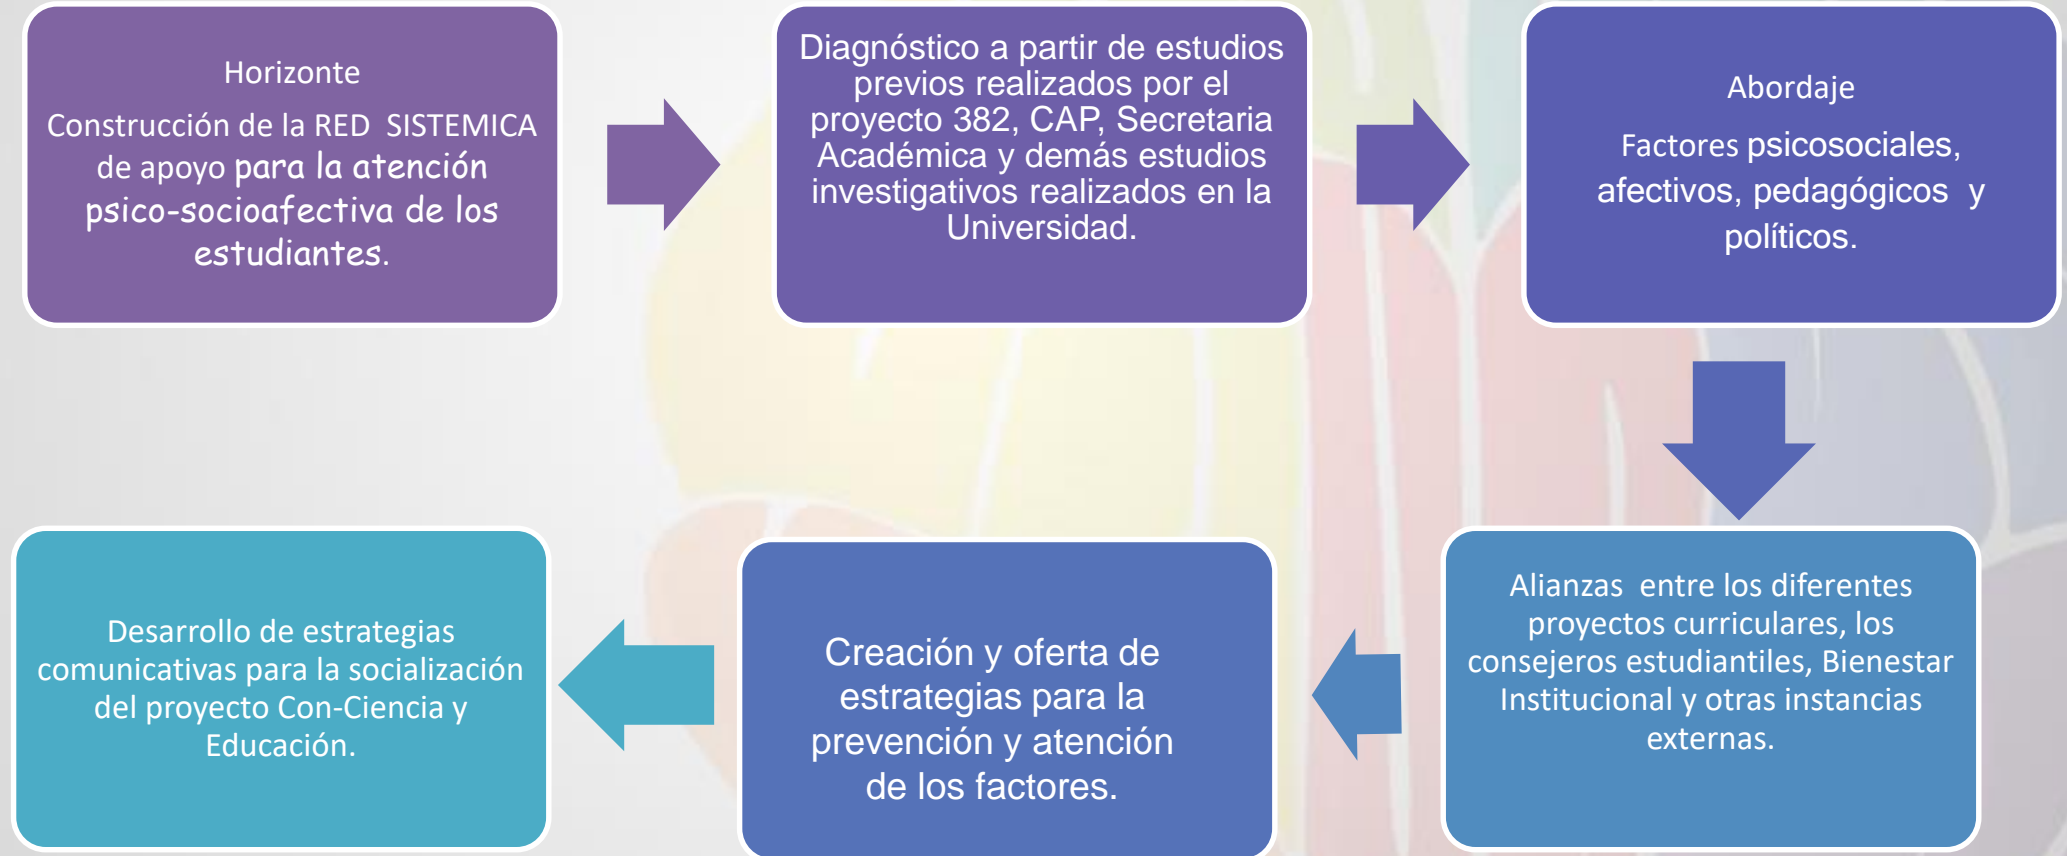 Horizonte
Construcción de la RED SISTEMICA
de apoyo para la atención
psico-socioafectiva de los
estudiantes.
Diagnóstico a partir de estudios
previos realizados por el
proyecto 382, CAP, Secretaria
Académica y demás estudios
investigativos realizados en la
Universidad.
Abordaje
Factores psicosociales,
afectivos, pedagógicos y
políticos.
Alianzas entre los diferentes
proyectos curriculares, los
consejeros estudiantiles, Bienestar
Institucional y otras instancias
externas.
Creación y oferta de
estrategias para la
prevención y atención
de los factores.
Desarrollo de estrategias
comunicativas para la socialización
del proyecto Con-Ciencia y
Educación.